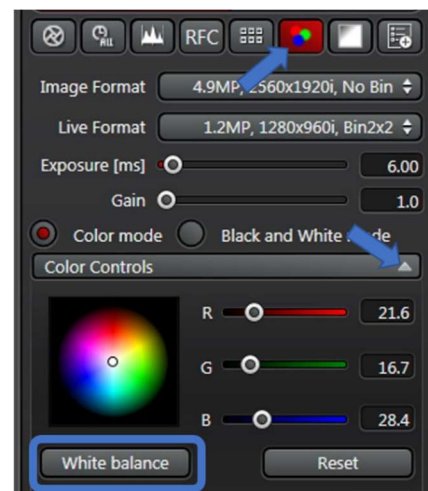 ALL RFC
Image Format 4.9MP, 2560x1920i, No Bin
Live Format 1.2MP, 1280x960i, Bin2x2
Exposure [ms] 6.00
Gain 1.0
Color mode Black and White
Color Controls
R 21.6
G 16.7
B 28.4
White balance Reset